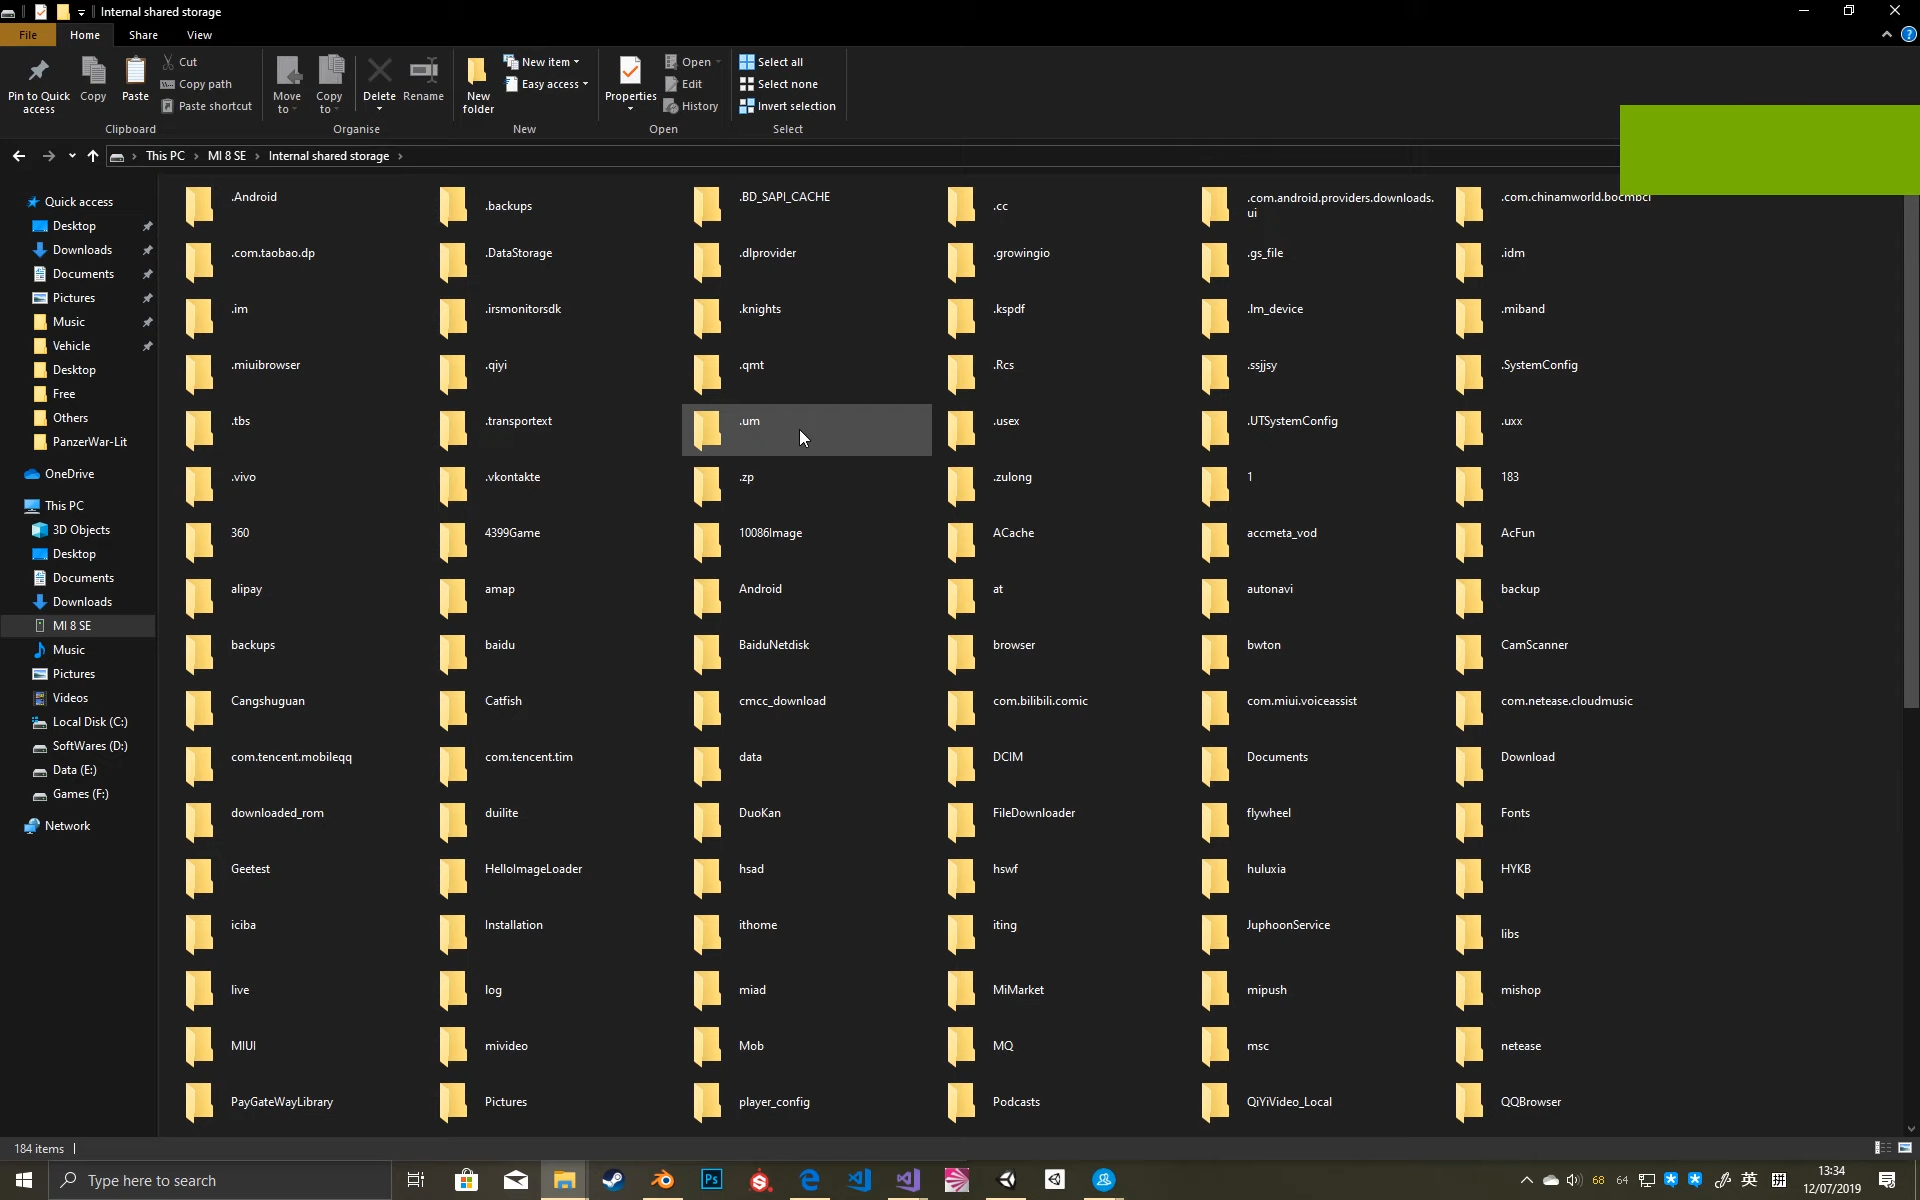 Internal shared storage
File Home Share View
Pin to Quick access
Copy
Paste
Cut
Copy path
Paste shortcut
Clipboard
Move to
Copy to
Delete
Rename
Organise
New folder
New item
Easy access
New
Properties
Open
Edit
History
Open
Select all
Select none
Invert selection
Select
This PC > MI 8 SE > Internal shared storage >
Quick access
Desktop
Downloads
Documents
Pictures
Music
Vehicle
Desktop
Free
Others
PanzerWar-Lit
OneDrive
This PC
3D Objects
Desktop
Documents
Downloads
MI 8 SE
Music
Pictures
Videos
Local Disk (C:)
SoftWares (D:)
Data (E:)
Games (F:)
Network
.Android .backups .BD_SAPI_CACHE .cc .com.android.providers.downloads.ui .com.chinamworld.bocmbci
.com.taobao.dp .DataStorage .dlprovider .growingio .gs_file .idm
.im .irsmonitorsdk .knights .kspdf .lm_device .miband
.miuibrowser .qiyi .qmt .Rcs .ssjjsy .SystemConfig
.tbs .transportext .um .usex .UTSystemConfig .uxx
.vivo .vkontakte .zp .zulong 1 183
360 4399Game 10086Image ACache accmeta_vod AcFun
alipay amap Android at autonavi backup
backups baidu BaiduNetdisk browser bwton CamScanner
Cangshuguan Catfish cmcc_download com.bilibili.comic com.miui.voiceassist com.netease.cloudmusic
com.tencent.mobileqq com.tencent.tim data DCIM Documents Download
downloaded_rom duilite DuoKan FileDownloader flywheel Fonts
Geetest HelloImageLoader hsad hswf huluxia HYKB
iciba Installation ithome iting JuphoonService libs
live log miad MiMarket mipush mishop
MIUI mivideo Mob MQ msc netease
PayGateWayLibrary Pictures player_config Podcasts QiYiVideo_Local QQBrowser
184 items
Type here to search
Ps
68 64
英
拼
13:34
12/07/2019